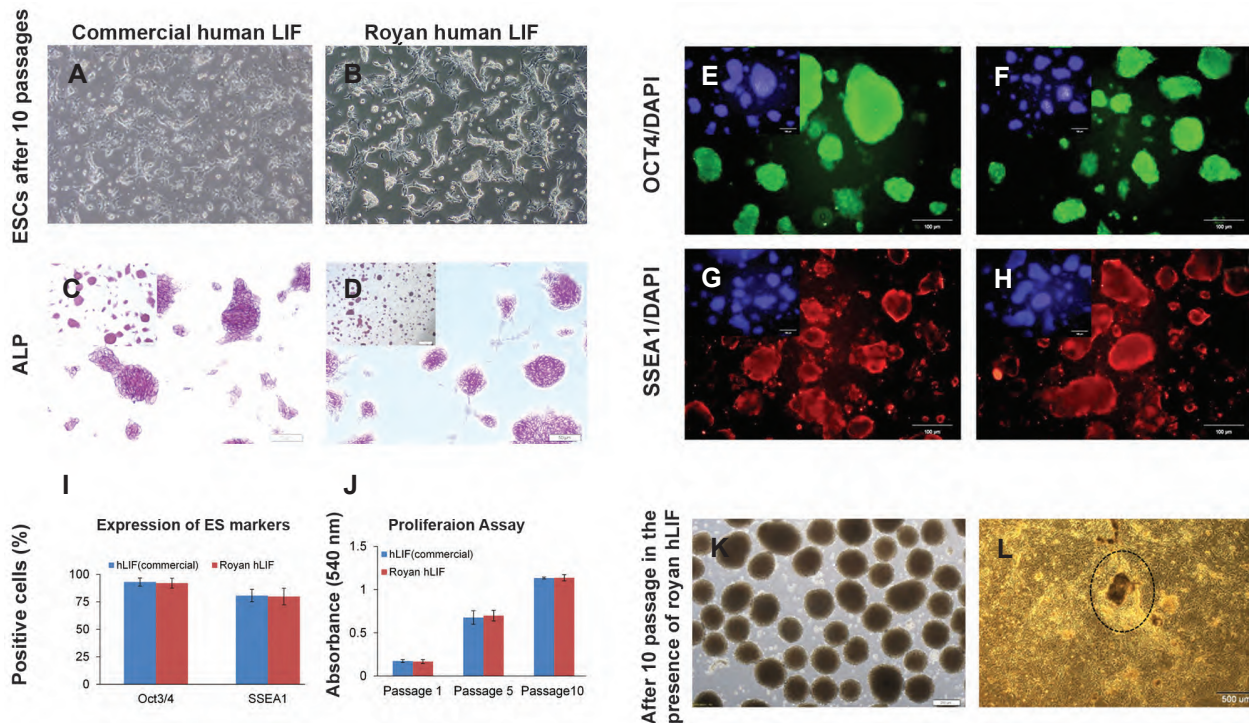 Commercial human LIF
Royan human LIF
ESCs after 10 passages
A
B
E
F
OCT4/DAPI
100 µm
100 µm
ALP
C
D
SSEA1/DAPI
G
H
100 µm
100 µm
I
Expression of ES markers
Positive cells (%)
hLIF(commercial)
Royan hLIF
100
75
50
25
0
Oct3/4
SSEA1
J
Proliferaion Assay
Absorbance (540 nm)
hLIF(commercial)
Royan hLIF
1.5
1
0.5
0
Passage 1
Passage 5
Passage10
After 10 passage in the
presence of royan hLIF
K
L
500 um